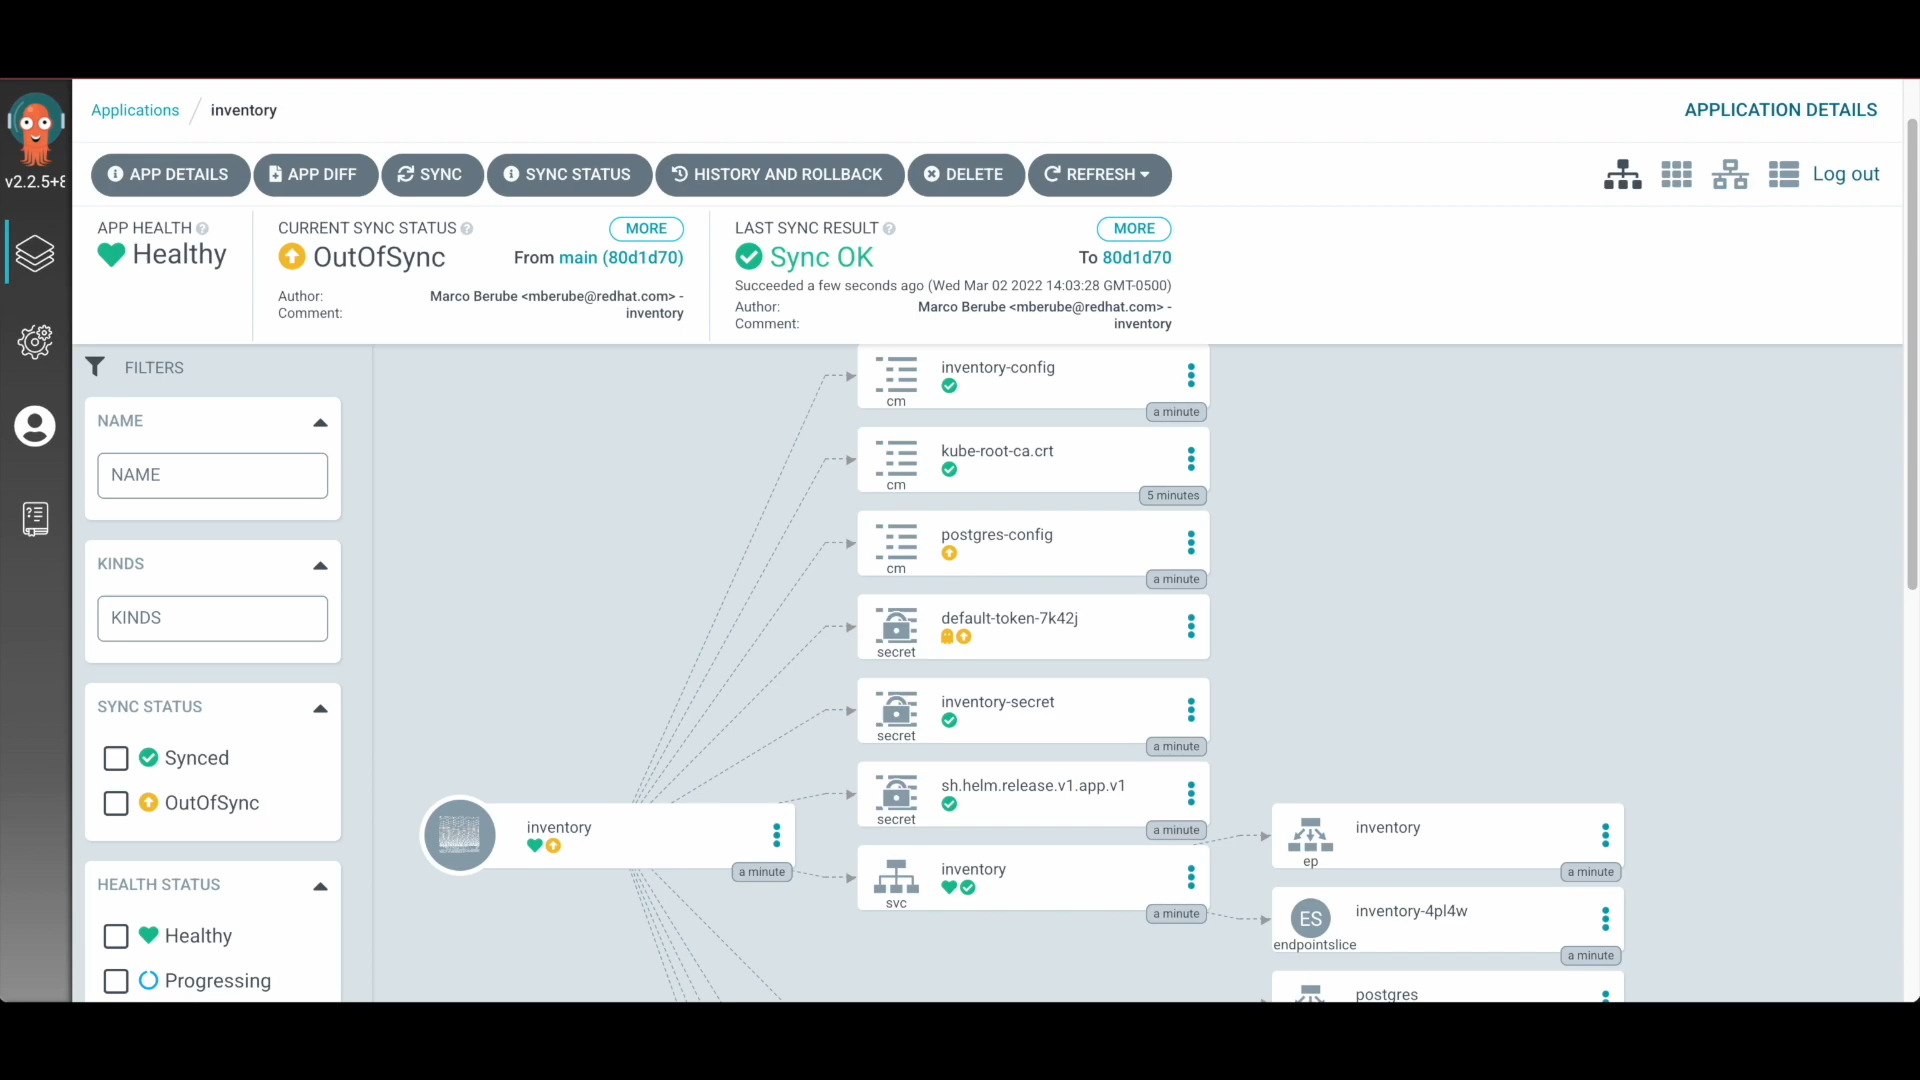 Applications / inventory
APPLICATION DETAILS
v2.2.5+8
APP DETAILS
APP DIFF
SYNC
SYNC STATUS
HISTORY AND ROLLBACK
DELETE
REFRESH
Log out
APP HEALTH
Healthy
CURRENT SYNC STATUS
MORE
OutOfSync
From main (80d1d70)
Author: Marco Berube <mberube@redhat.com> -
Comment: inventory
LAST SYNC RESULT
MORE
Sync OK
To 80d1d70
Succeeded a few seconds ago (Wed Mar 02 2022 14:03:28 GMT-0500)
Author: Marco Berube <mberube@redhat.com> -
Comment: inventory
FILTERS
NAME
NAME
KINDS
KINDS
SYNC STATUS
Synced
OutOfSync
HEALTH STATUS
Healthy
Progressing
inventory
a minute
inventory-config
cm
a minute
kube-root-ca.crt
cm
5 minutes
postgres-config
cm
a minute
default-token-7k42j
secret
inventory-secret
secret
a minute
sh.helm.release.v1.app.v1
secret
a minute
inventory
svc
a minute
inventory
ep
a minute
ES
inventory-4pl4w
endpointslice
a minute
postgres